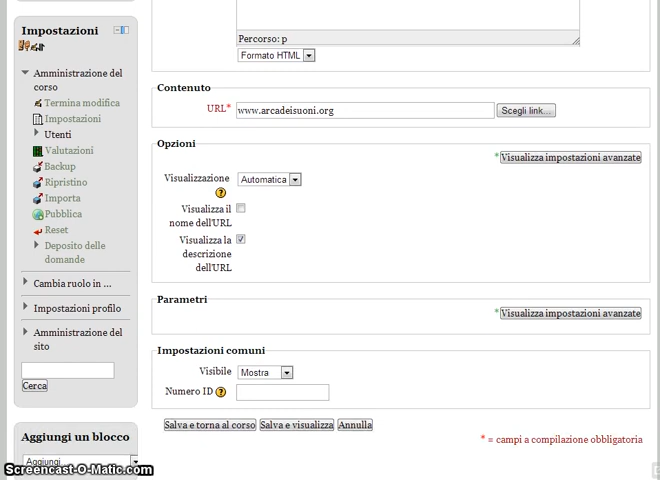 Impostazioni
Amministrazione del
corso
Termina modifica
Impostazioni
Utenti
Valutazioni
Backup
Ripristino
Importa
Pubblica
Reset
Deposito delle
domande
Cambia ruolo in ...
Impostazioni profilo
Amministrazione del
sito
Cerca
Aggiungi un blocco
Aggiungi...
Percorso: p
Formato HTML
Contenuto
URL* www.arcadeisuoni.org Scegli link...
Opzioni
* Visualizza impostazioni avanzate
Visualizzazione Automatica
Visualizza il
nome dell'URL
Visualizza la
descrizione
dell'URL
Parametri
* Visualizza impostazioni avanzate
Impostazioni comuni
Visibile Mostra
Numero ID
Salva e torna al corso Salva e visualizza Annulla
* = campi a compilazione obbligatoria
Screencast-O-Matic.com